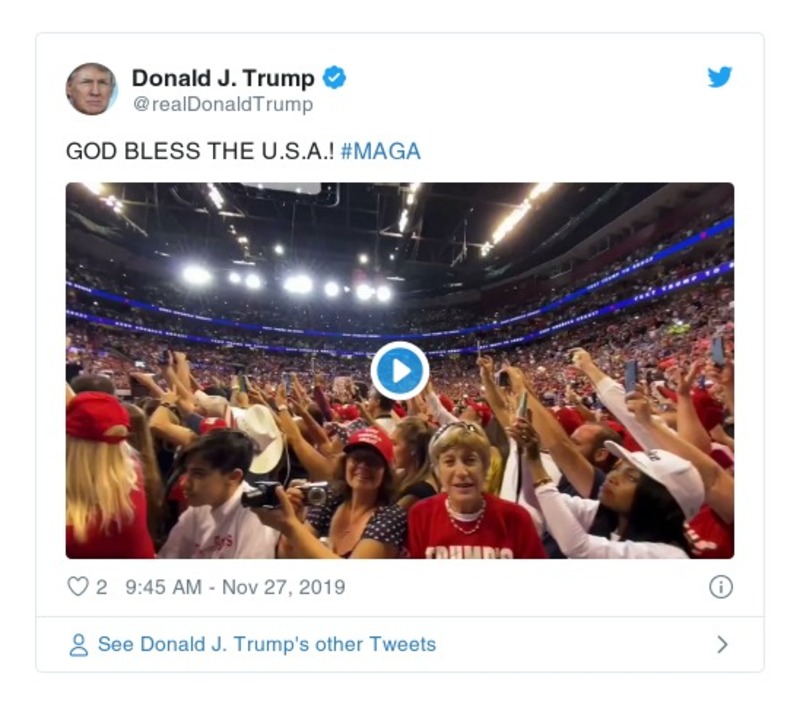 Donald J. Trump
@realDonaldTrump
GOD BLESS THE U.S.A.! #MAGA
2 9:45 AM - Nov 27, 2019
See Donald J. Trump's other Tweets